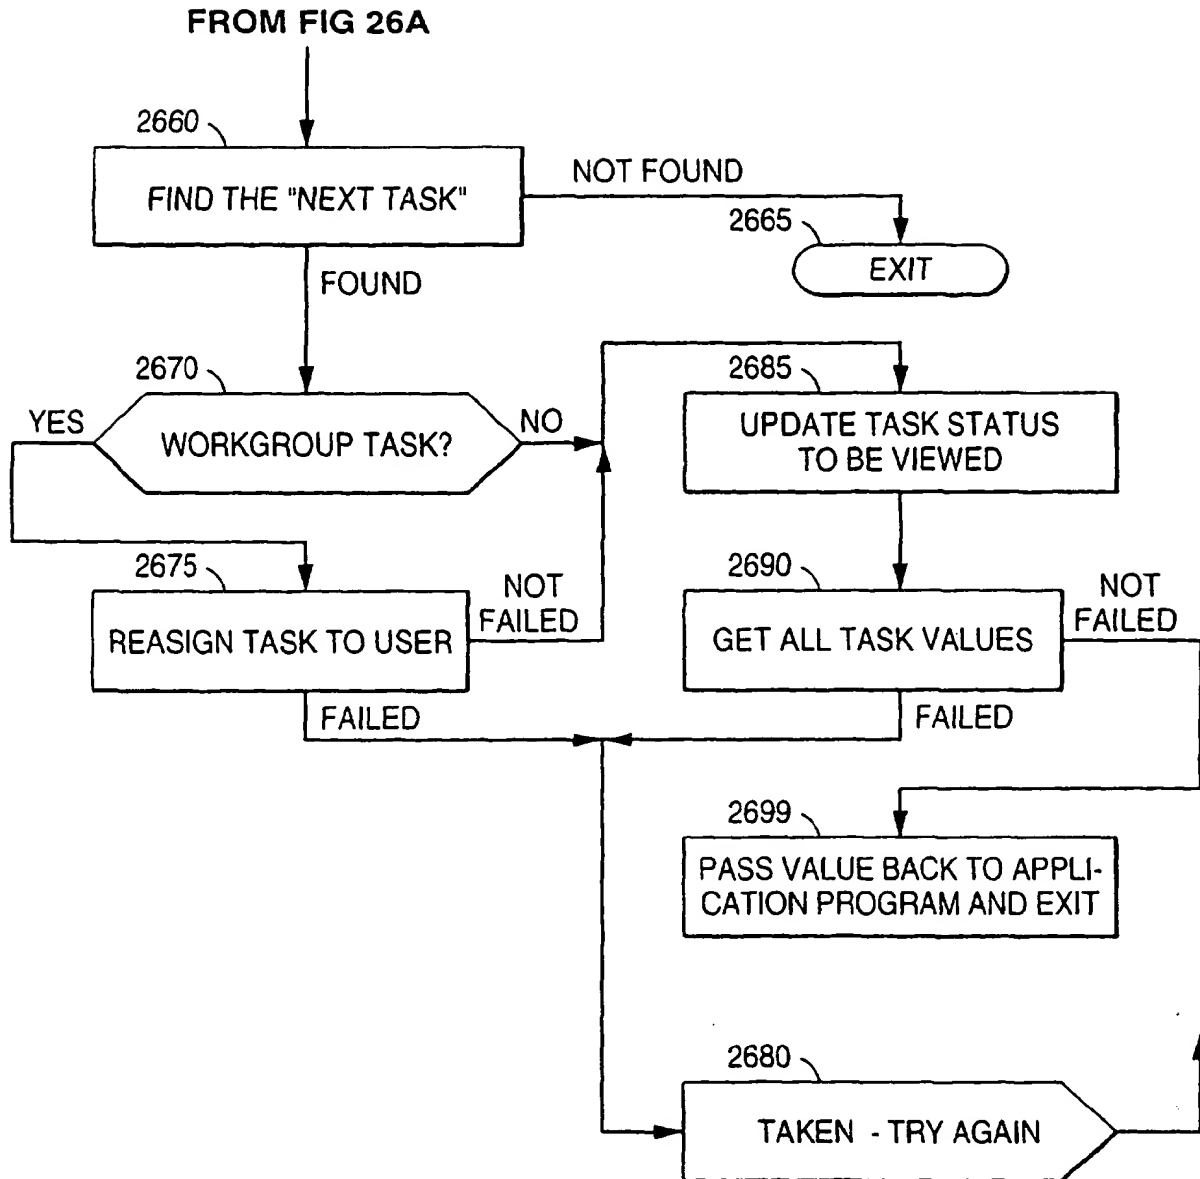 FROM FIG 26A
2660
FIND THE "NEXT TASK"
NOT FOUND
2665
EXIT
FOUND
2670
YES
WORKGROUP TASK?
NO
2685
UPDATE TASK STATUS
TO BE VIEWED
2675
REASIGN TASK TO USER
NOT
FAILED
FAILED
2690
GET ALL TASK VALUES
NOT
FAILED
FAILED
2699
PASS VALUE BACK TO APPLI-
CATION PROGRAM AND EXIT
2680
TAKEN - TRY AGAIN